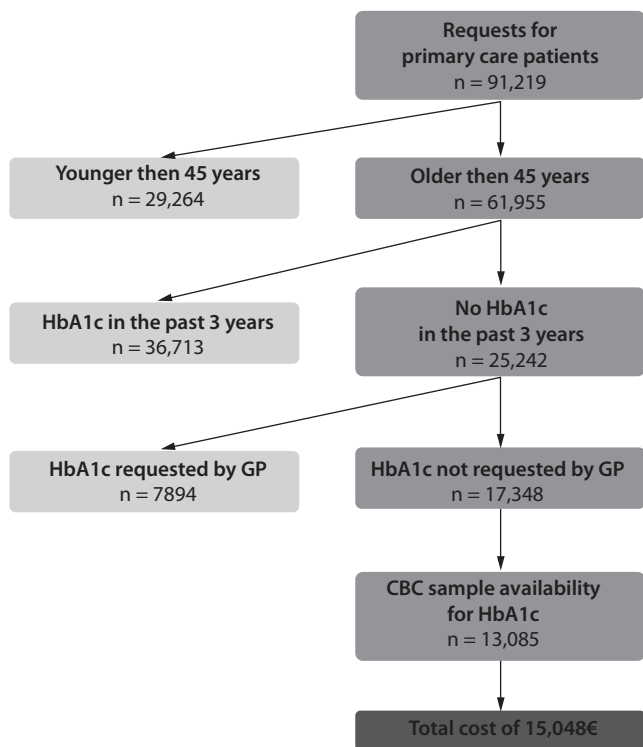 Requests for
primary care patients
n = 91,219
Younger then 45 years
n = 29,264
Older then 45 years
n = 61,955
HbA1c in the past 3 years
n = 36,713
No HbA1c
in the past 3 years
n = 25,242
HbA1c requested by GP
n = 7894
HbA1c not requested by GP
n = 17,348
CBC sample availability
for HbA1c
n = 13,085
Total cost of 15,048€